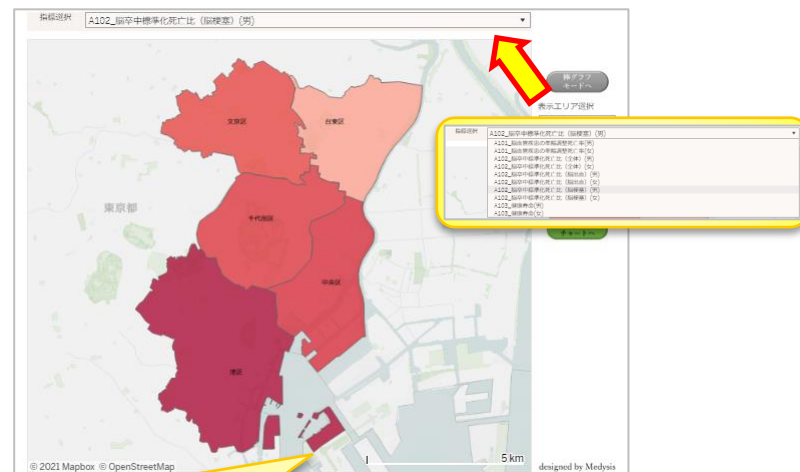 指標選択
A102_脳卒中標準化死亡比（脳梗塞）(男)
棒グラフ
モードへ
表示エリア選択
文京区
台東区
指標選択
A102_脳卒中標準化死亡比（脳梗塞）(男)
A101_脳血管疾患の年齢調整死亡率(男)
A101_脳血管疾患の年齢調整死亡率(女)
A102_脳卒中標準化死亡比（全体）(男)
A102_脳卒中標準化死亡比（全体）(女)
A102_脳卒中標準化死亡比（脳出血）(男)
A102_脳卒中標準化死亡比（脳出血）(女)
A102_脳卒中標準化死亡比（脳梗塞）(男)
A102_脳卒中標準化死亡比（脳梗塞）(女)
A103_健康寿命(男)
A103_健康寿命(女)
東京都
千代田区
チャートへ
中央区
港区
5 km
© 2021 Mapbox © OpenStreetMap
designed by Medysis